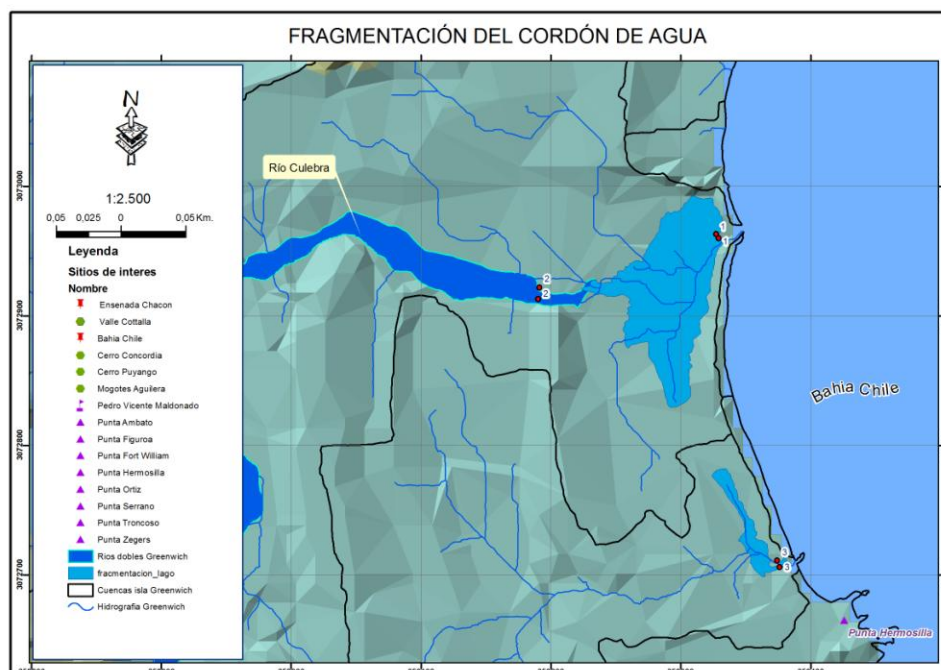 FRAGMENTACIÓN DEL CORDÓN DE AGUA
N
1:2.500
0,05 0,025 0 0,05 Km.
Leyenda
Sitios de interes
Nombre
Ensenada Chacon
Valle Cottalla
Bahia Chile
Cerro Concordia
Cerro Puyango
Mogotes Aguilera
Pedro Vicente Maldonado
Punta Ambato
Punta Figuroa
Punta Fort William
Punta Hermosilla
Punta Ortiz
Punta Serrano
Punta Troncoso
Punta Zegers
Rios dobles Greenwich
fragmentacion_lago
Cuencas isla Greenwich
Hidrografia Greenwich
Río Culebra
1
1
2
2
Bahia Chile
3
3
Punta Hermosilla
3073000
3072900
3072800
3072700